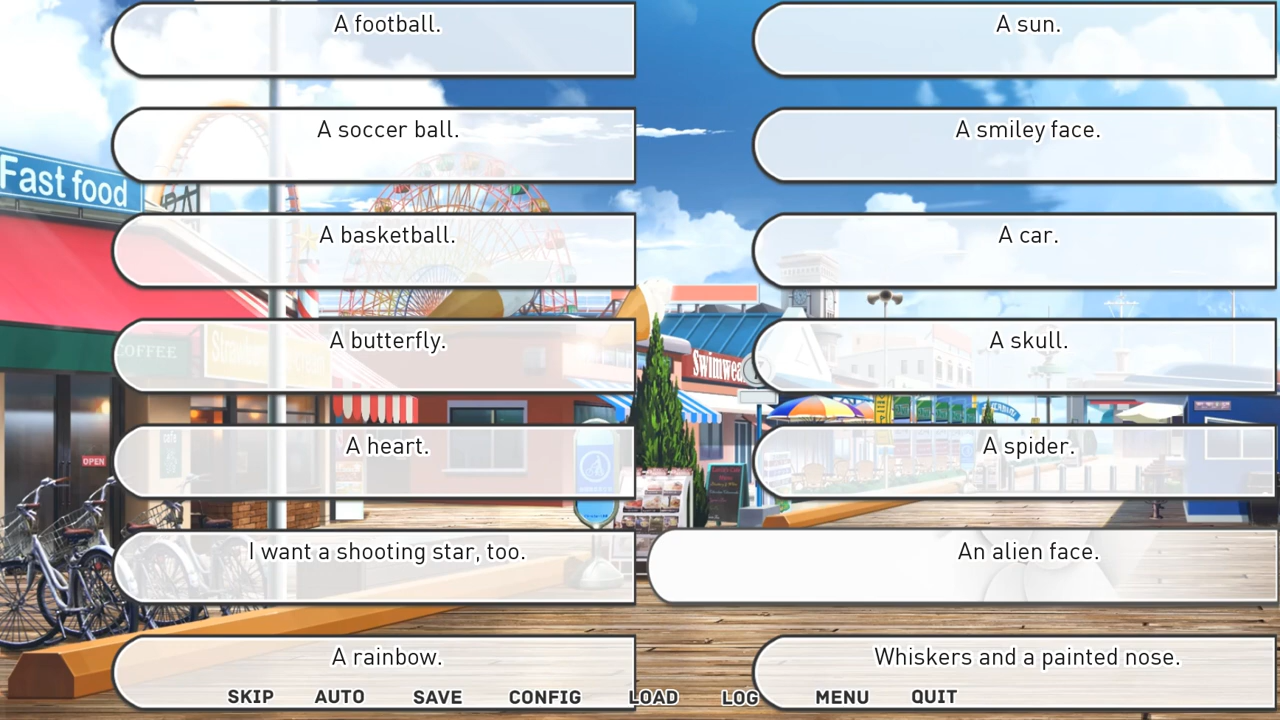 A football.
A sun.
A soccer ball.
A smiley face.
Fast food
A basketball.
A car.
A butterfly.
A skull.
COFFEE
Swimwea
OPEN
A heart.
A spider.
I want a shooting star, too.
An alien face.
A rainbow.
Whiskers and a painted nose.
SKIP AUTO SAVE CONFIG LOAD LOG MENU QUIT